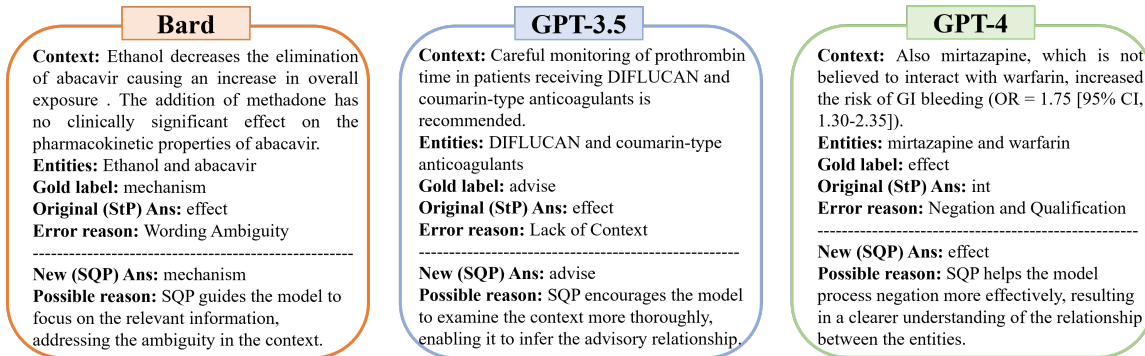 Bard
Context: Ethanol decreases the elimination
of abacavir causing an increase in overall
exposure . The addition of methadone has
no clinically significant effect on the
pharmacokinetic properties of abacavir.
Entities: Ethanol and abacavir
Gold label: mechanism
Original (StP) Ans: effect
Error reason: Wording Ambiguity
New (SQP) Ans: mechanism
Possible reason: SQP guides the model to
focus on the relevant information,
addressing the ambiguity in the context.
GPT-3.5
Context: Careful monitoring of prothrombin
time in patients receiving DIFLUCAN and
coumarin-type anticoagulants is
recommended.
Entities: DIFLUCAN and coumarin-type
anticoagulants
Gold label: advise
Original (StP) Ans: effect
Error reason: Lack of Context
New (SQP) Ans: advise
Possible reason: SQP encourages the model
to examine the context more thoroughly,
enabling it to infer the advisory relationship.
GPT-4
Context: Also mirtazapine, which is not
believed to interact with warfarin, increased
the risk of GI bleeding (OR = 1.75 [95% CI,
1.30-2.35]).
Entities: mirtazapine and warfarin
Gold label: effect
Original (StP) Ans: int
Error reason: Negation and Qualification
New (SQP) Ans: effect
Possible reason: SQP helps the model
process negation more effectively, resulting
in a clearer understanding of the relationship
between the entities.